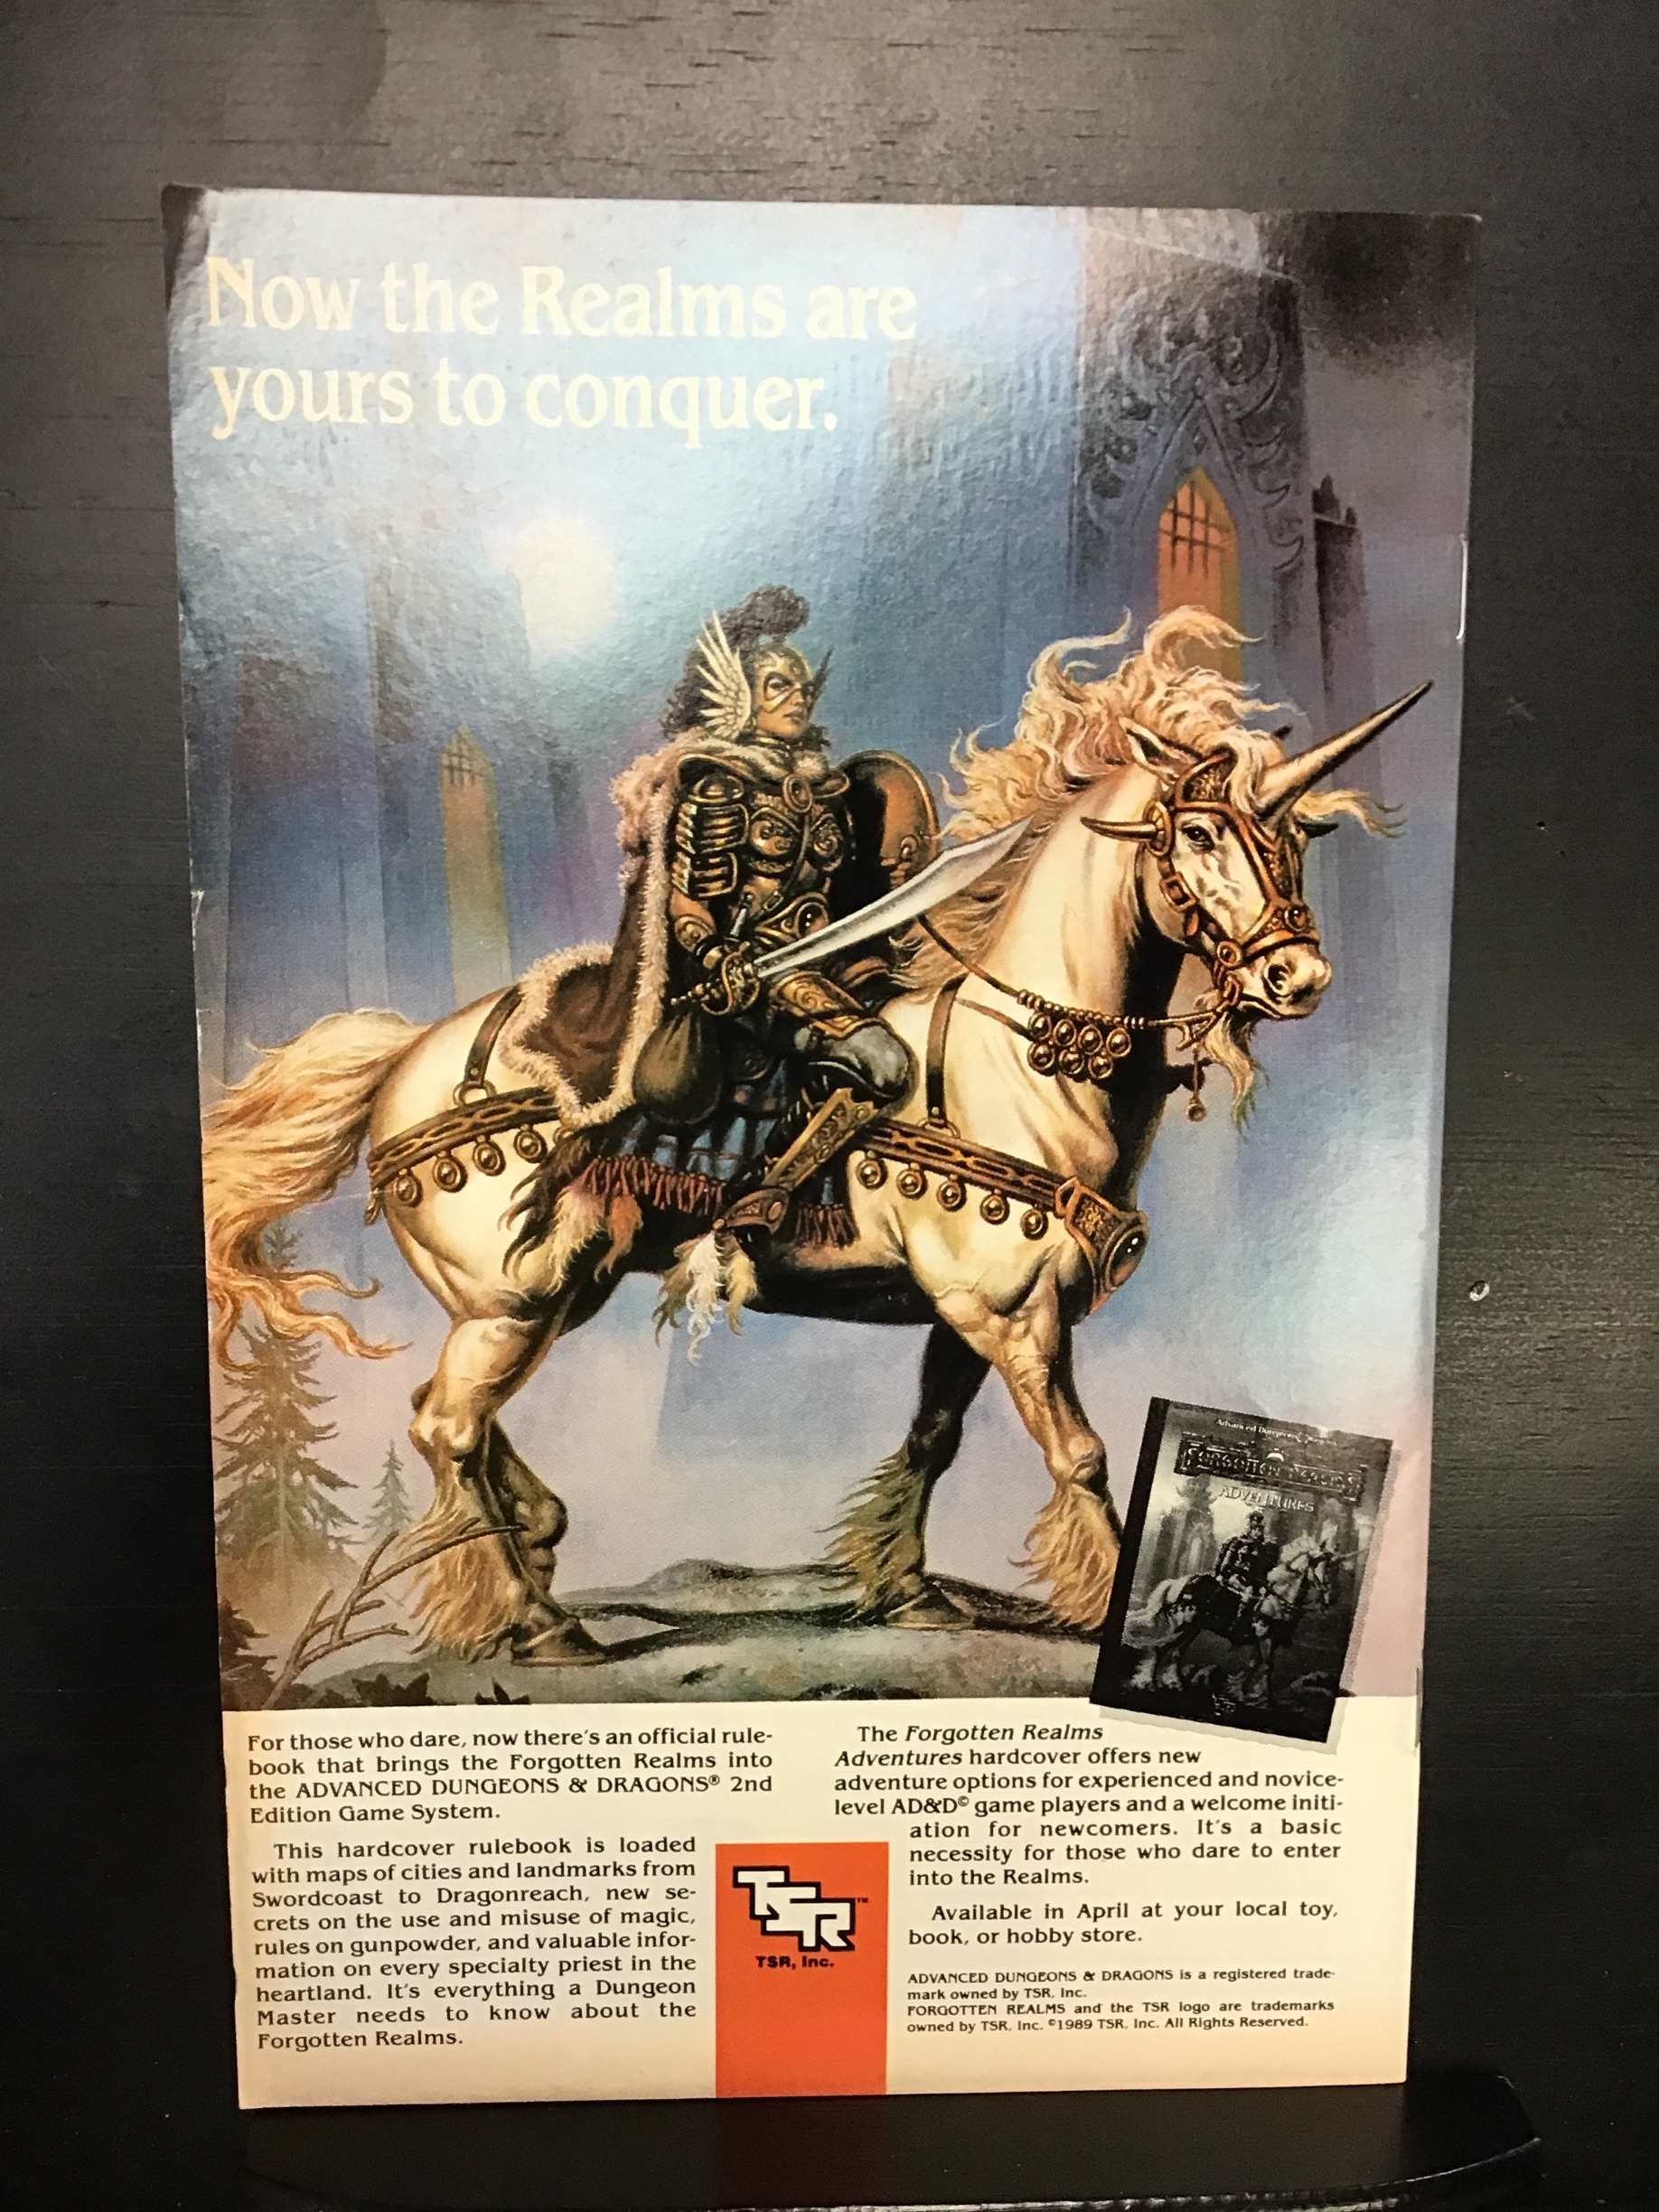 Now the Realms are
yours to conquer.
Advanced Dungeons
FORGOTTEN REALMS
ADVENTURES
For those who dare, now there's an official rule-
book that brings the Forgotten Realms into
the ADVANCED DUNGEONS & DRAGONS® 2nd
Edition Game System.
This hardcover rulebook is loaded
with maps of cities and landmarks from
Swordcoast to Dragonreach, new se-
crets on the use and misuse of magic,
rules on gunpowder, and valuable infor-
mation on every specialty priest in the
heartland. It's everything a Dungeon
Master needs to know about the
Forgotten Realms.
TSR™
TSR, Inc.
The Forgotten Realms
Adventures hardcover offers new
adventure options for experienced and novice-
level AD&D© game players and a welcome initi-
ation for newcomers. It's a basic
necessity for those who dare to enter
into the Realms.
Available in April at your local toy,
book, or hobby store.
ADVANCED DUNGEONS & DRAGONS is a registered trade-
mark owned by TSR, Inc.
FORGOTTEN REALMS and the TSR logo are trademarks
owned by TSR, Inc. ©1989 TSR, Inc. All Rights Reserved.